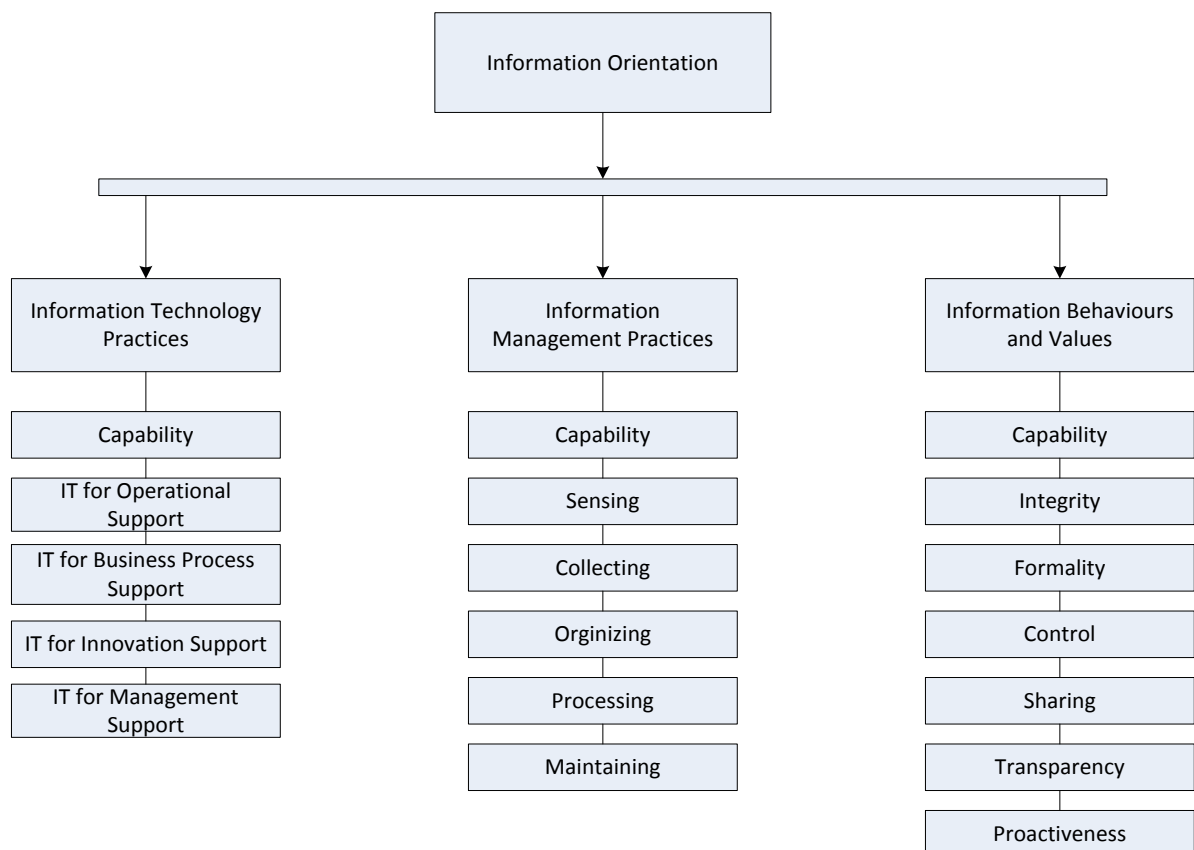 Information Orientation
Information Technology
Practices
Information
Management Practices
Information Behaviours
and Values
Capability
IT for Operational
Support
IT for Business Process
Support
IT for Innovation Support
IT for Management
Support
Capability
Sensing
Collecting
Orginizing
Processing
Maintaining
Capability
Integrity
Formality
Control
Sharing
Transparency
Proactiveness